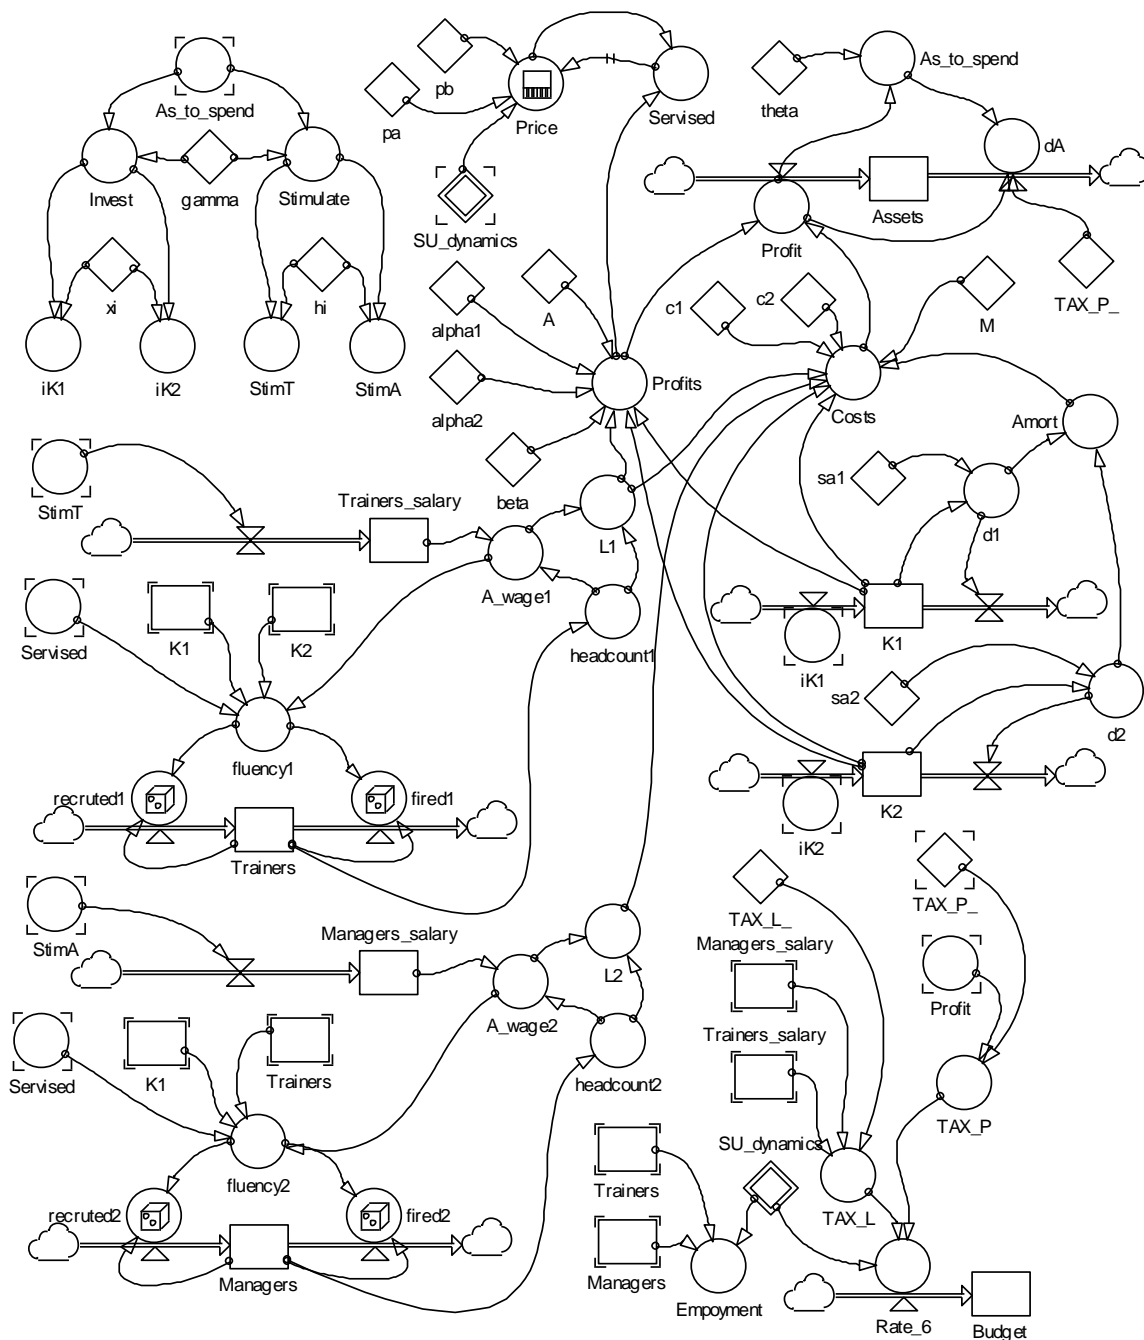 As_to_spend
Invest
gamma
Stimulate
xi
hi
iK1
iK2
StimT
StimA
pb
pa
Price
Servised
SU_dynamics
As_to_spend
theta
dA
Assets
Profit
TAX_P_
A
alpha1
alpha2
beta
Profits
c1
c2
M
Costs
Amort
sa1
d1
StimT
Trainers_salary
L1
A_wage1
headcount1
Servised
K1
K2
fluency1
recruted1
fired1
Trainers
iK1
K1
sa2
d2
iK2
K2
StimA
Managers_salary
L2
A_wage2
headcount2
Servised
K1
Trainers
fluency2
recruted2
fired2
Managers
TAX_L_
TAX_P_
Managers_salary
Profit
Trainers_salary
TAX_P
SU_dynamics
Trainers
TAX_L
Managers
Empoyment
Rate_6
Budget